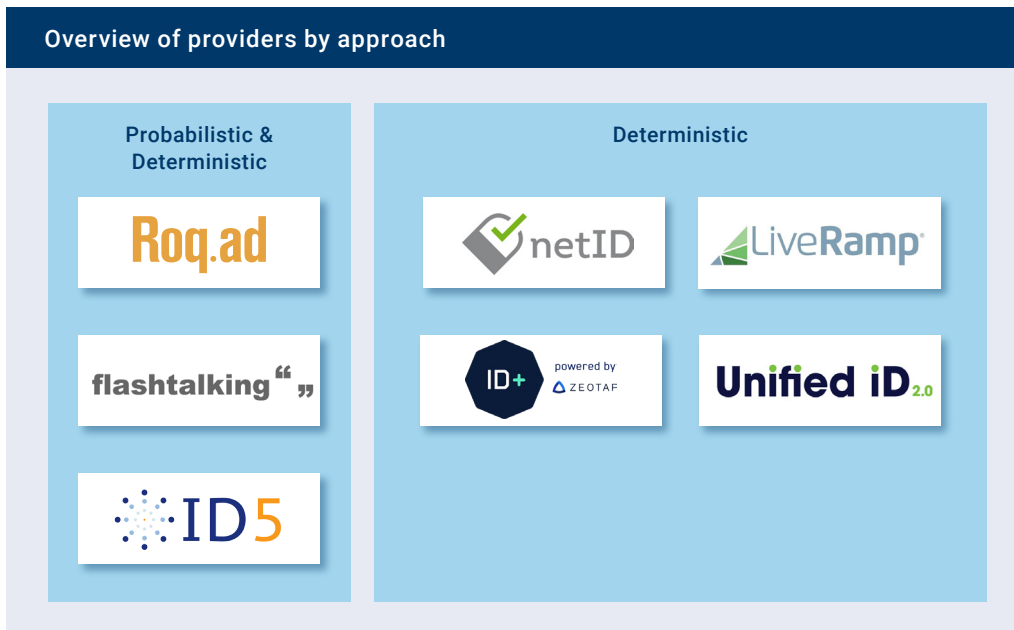 Overview of providers by approach
Probabilistic &
Deterministic
Roq.ad
flashtalking “ „
ID5
Deterministic
netID
LiveRamp®
ID+
powered by
ZEOTAP
Unified iD 2.0